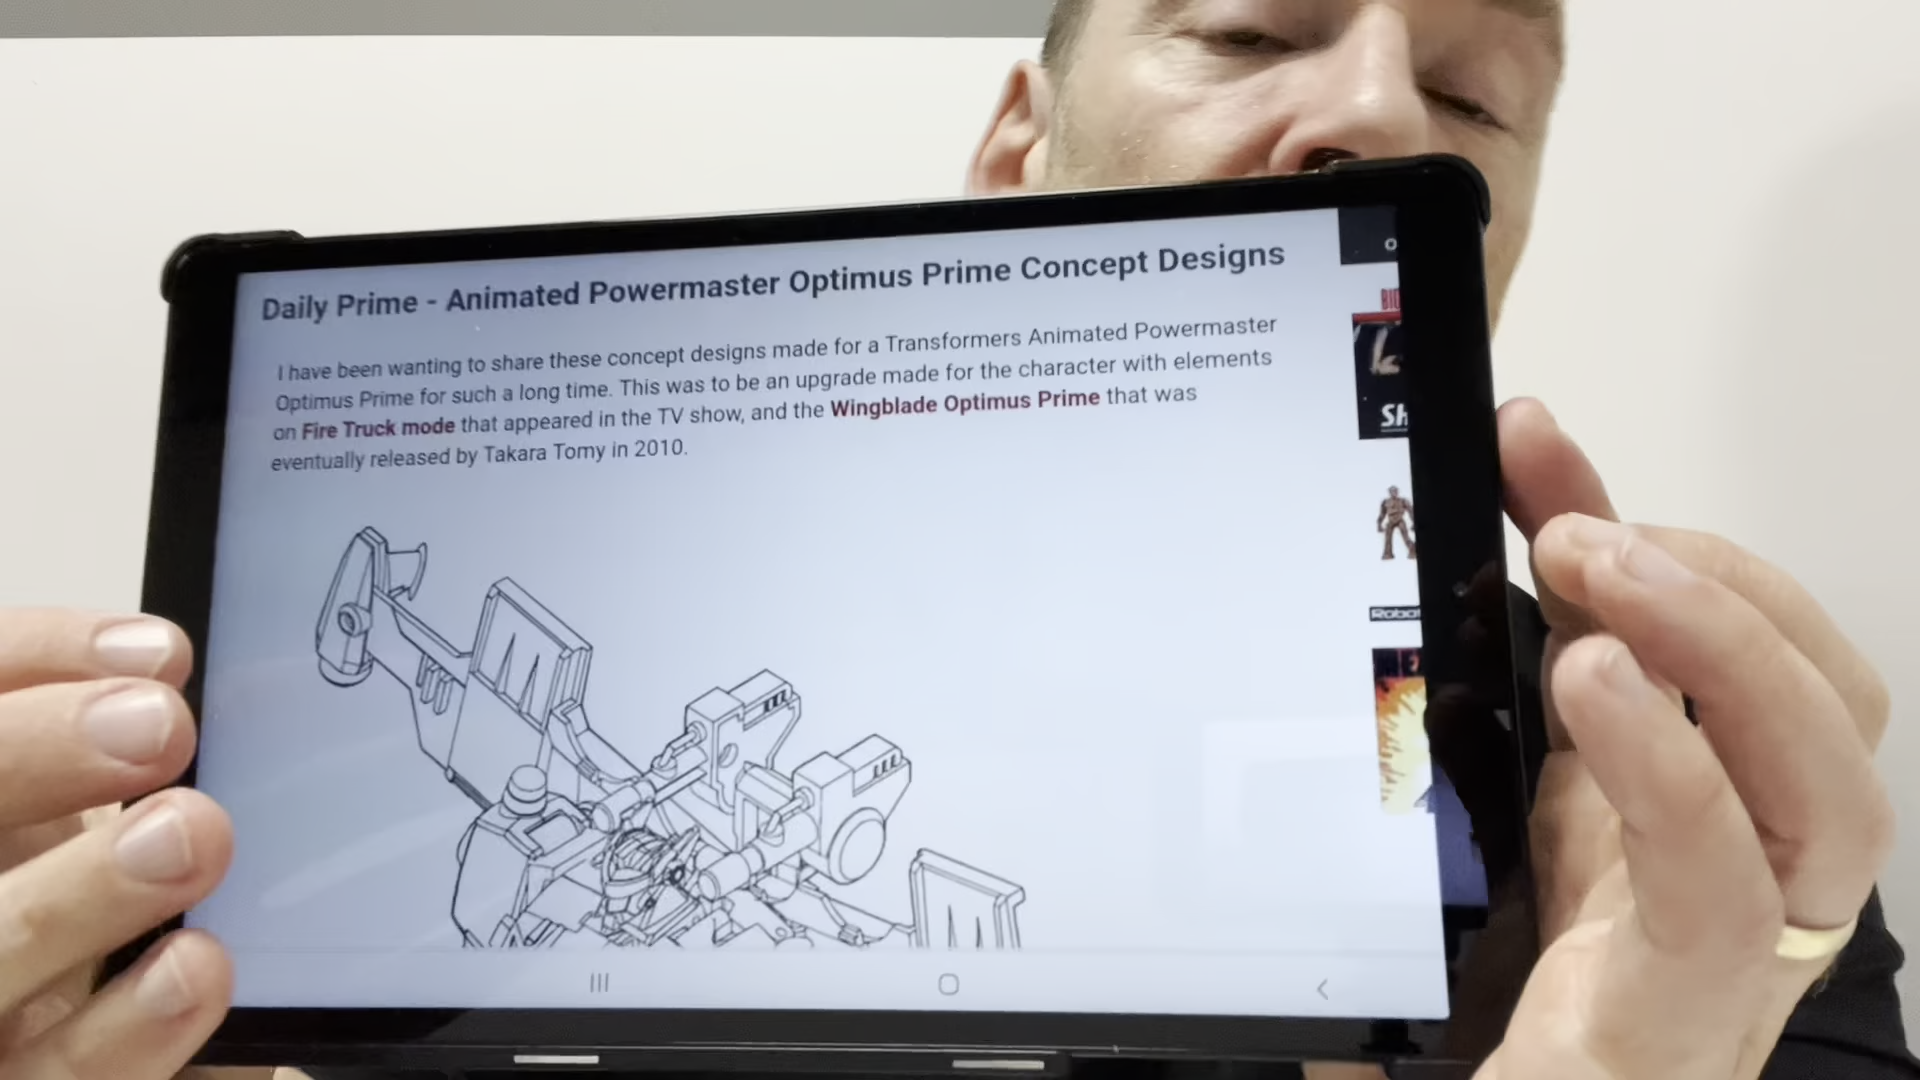 Daily Prime - Animated Powermaster Optimus Prime Concept Designs
I have been wanting to share these concept designs made for a Transformers Animated Powermaster
Optimus Prime for such a long time. This was to be an upgrade made for the character with elements
on Fire Truck mode that appeared in the TV show, and the Wingblade Optimus Prime that was
eventually released by Takara Tomy in 2010.